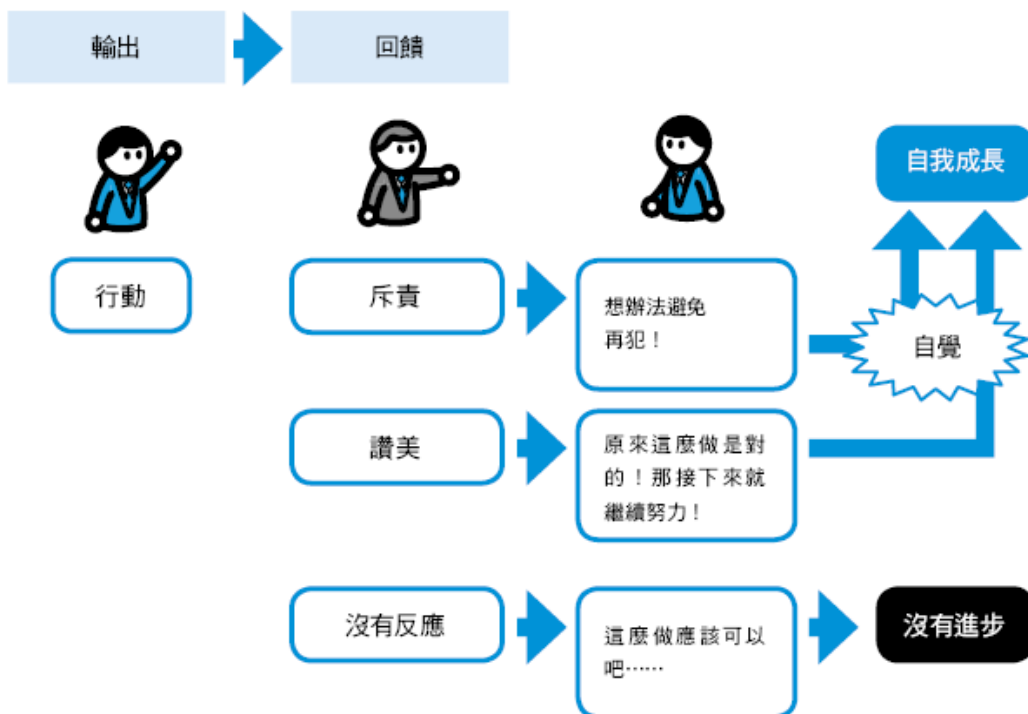 輸出
回饋
自我成長
行動
斥責
想辦法避免
再犯！
自覺
讚美
原來這麼做是對
的！那接下來就
繼續努力！
沒有反應
這麼做應該可以
吧……
沒有進步